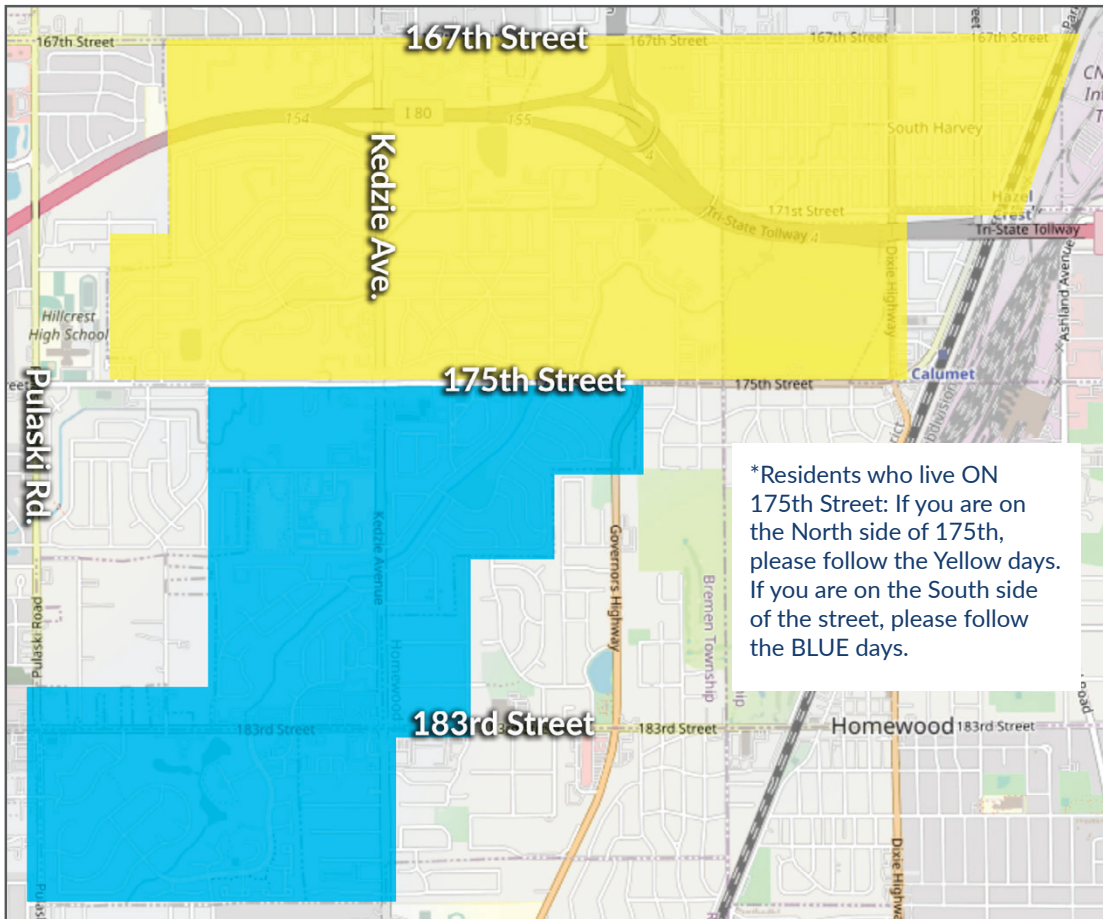 167th Street
167th Street
167th Street
167th Street
167th Street
154
I 80
155
4
South Harvey
Kedzie Ave.
171st Street
Hazel
Crest
Tri-State Tollway
Tri-State Tollway 4
Dixie Highway
Ashland Avenue
Hillcrest
High School
Calumet
175th Street
175th Street
Pulaski Rd.
*Residents who live ON
175th Street: If you are on
the North side of 175th,
please follow the Yellow days.
If you are on the South side
of the street, please follow
the BLUE days.
Kedzie Avenue
Governors Highway
Bremen Township
Pulaski Road
Homewood
183rd Street
183rd Street
183rd Street
Homewood
183rd Street
Dixie Highwa